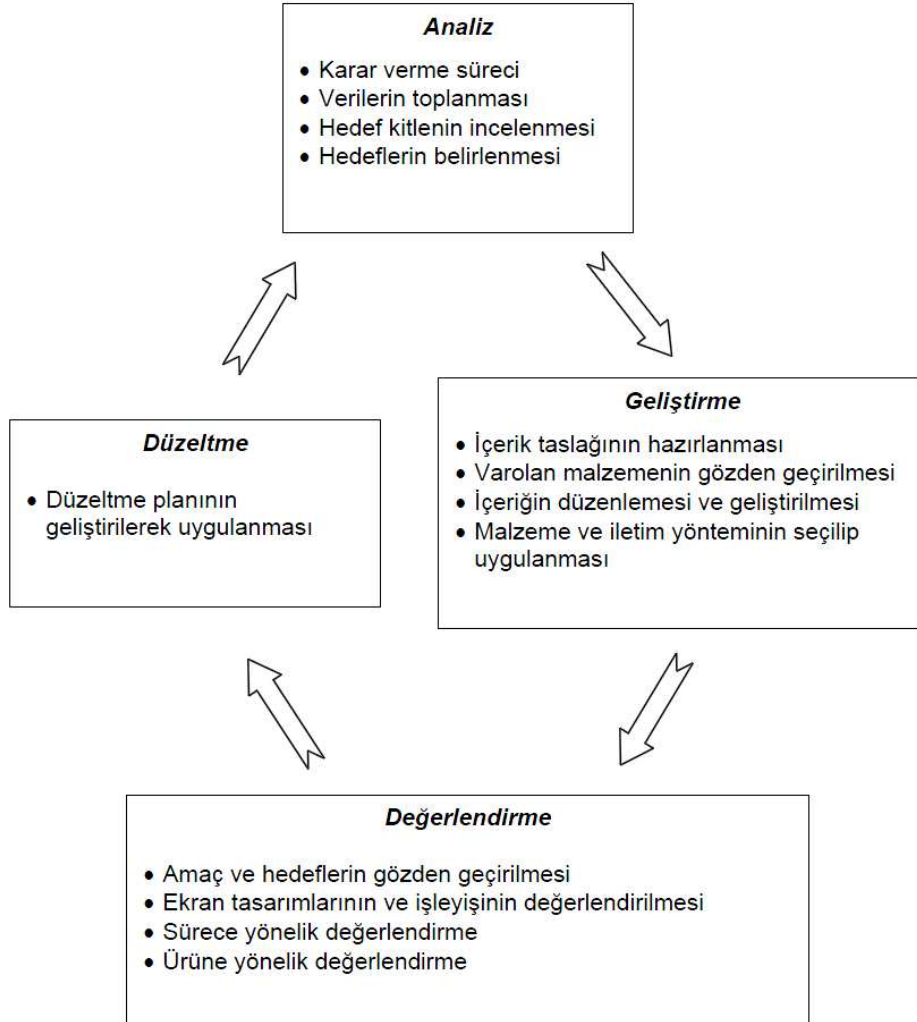 Analiz
• Karar verme süreci
• Verilerin toplanması
• Hedef kitlenin incelenmesi
• Hedeflerin belirlenmesi
Geliştirme
• İçerik taslağının hazırlanması
• Varolan malzemenin gözden geçirilmesi
• İçeriğin düzenlemesi ve geliştirilmesi
• Malzeme ve iletim yönteminin seçilip
uygulanması
Düzeltme
• Düzeltme planının
geliştirilerek uygulanması
Değerlendirme
• Amaç ve hedeflerin gözden geçirilmesi
• Ekran tasarımlarının ve işleyişinin değerlendirilmesi
• Sürece yönelik değerlendirme
• Ürüne yönelik değerlendirme